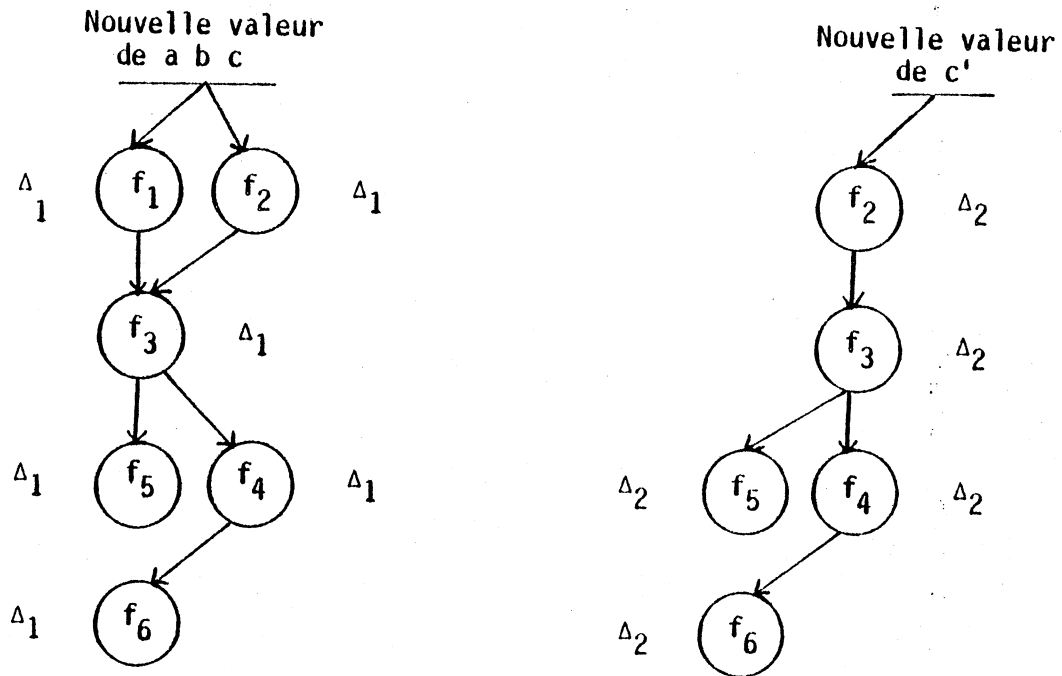 Nouvelle valeur
de a b c
Δ1 f1 f2 Δ1
f3 Δ1
Δ1 f5 f4 Δ1
Δ1 f6
Nouvelle valeur
de c'
f2 Δ2
f3 Δ2
Δ2 f5 f4 Δ2
Δ2 f6